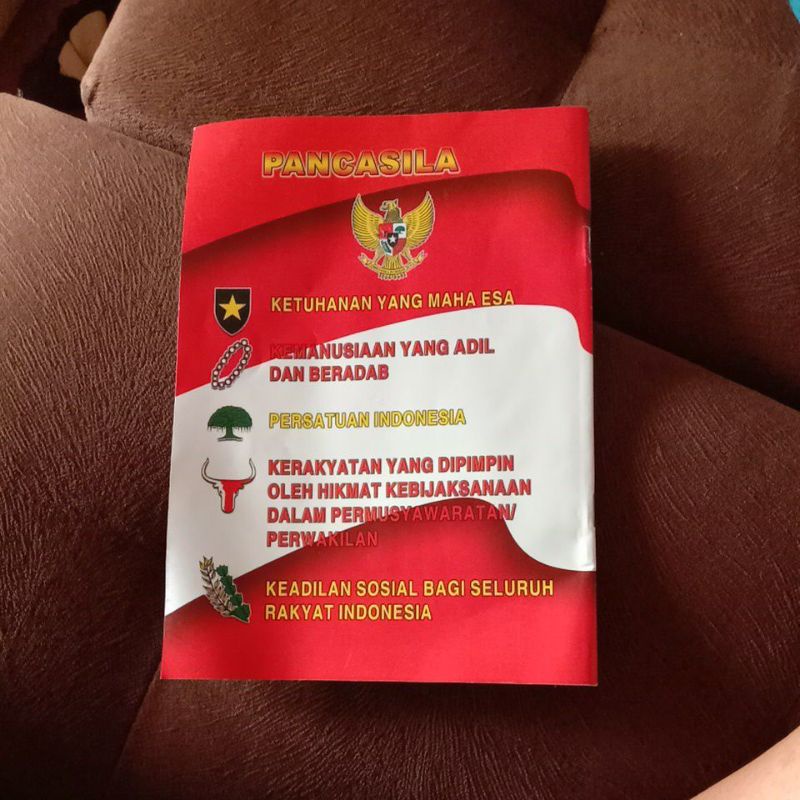 PANCASILA
KETUHANAN YANG MAHA ESA
KEMANUSIAAN YANG ADIL
DAN BERADAB
PERSATUAN INDONESIA
KERAKYATAN YANG DIPIMPIN
OLEH HIKMAT KEBIJAKSANAAN
DALAM PERMUSYAWARATAN/
PERWAKILAN
KEADILAN SOSIAL BAGI SELURUH
RAKYAT INDONESIA